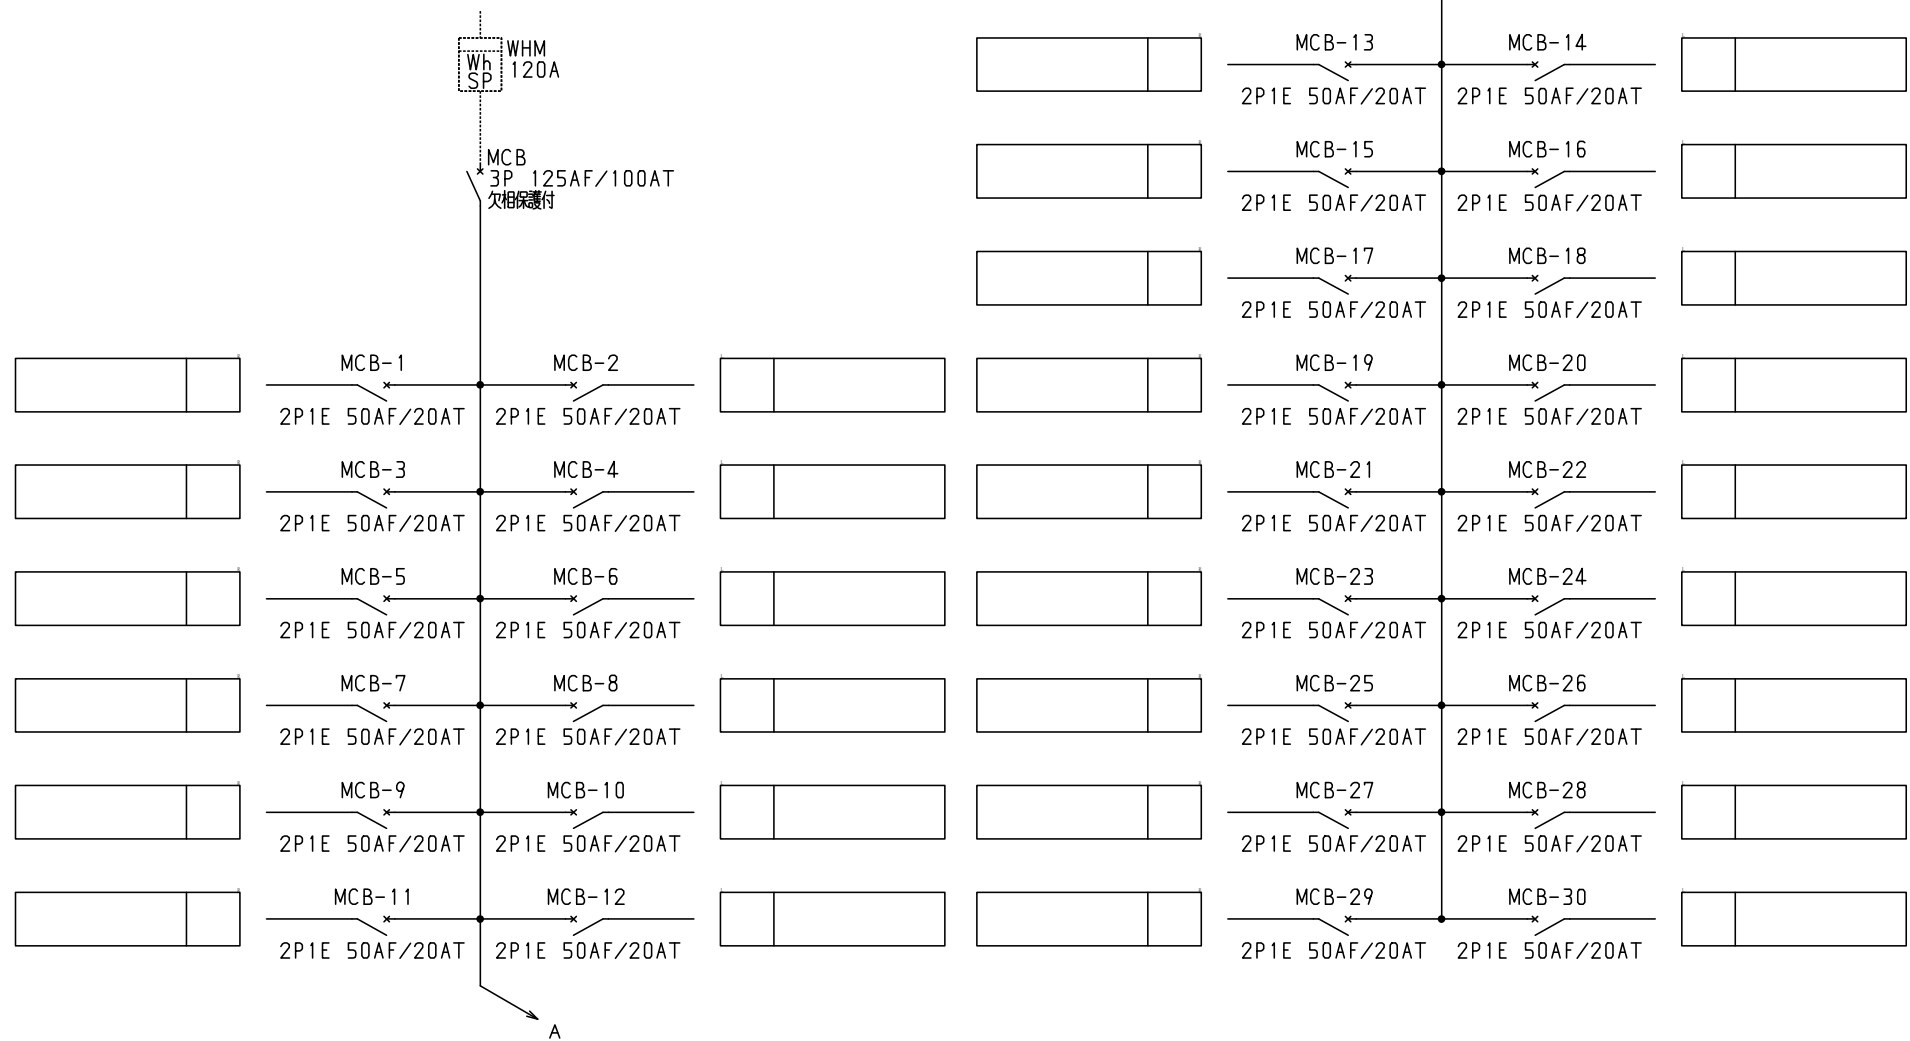 WHM
Wh
120A
SP
MCB
3P 125AF/100AT
欠相保護付
MCB-1 MCB-2
2P1E 50AF/20AT 2P1E 50AF/20AT
MCB-3 MCB-4
2P1E 50AF/20AT 2P1E 50AF/20AT
MCB-5 MCB-6
2P1E 50AF/20AT 2P1E 50AF/20AT
MCB-7 MCB-8
2P1E 50AF/20AT 2P1E 50AF/20AT
MCB-9 MCB-10
2P1E 50AF/20AT 2P1E 50AF/20AT
MCB-11 MCB-12
2P1E 50AF/20AT 2P1E 50AF/20AT
A
MCB-13 MCB-14
2P1E 50AF/20AT 2P1E 50AF/20AT
MCB-15 MCB-16
2P1E 50AF/20AT 2P1E 50AF/20AT
MCB-17 MCB-18
2P1E 50AF/20AT 2P1E 50AF/20AT
MCB-19 MCB-20
2P1E 50AF/20AT 2P1E 50AF/20AT
MCB-21 MCB-22
2P1E 50AF/20AT 2P1E 50AF/20AT
MCB-23 MCB-24
2P1E 50AF/20AT 2P1E 50AF/20AT
MCB-25 MCB-26
2P1E 50AF/20AT 2P1E 50AF/20AT
MCB-27 MCB-28
2P1E 50AF/20AT 2P1E 50AF/20AT
MCB-29 MCB-30
2P1E 50AF/20AT 2P1E 50AF/20AT